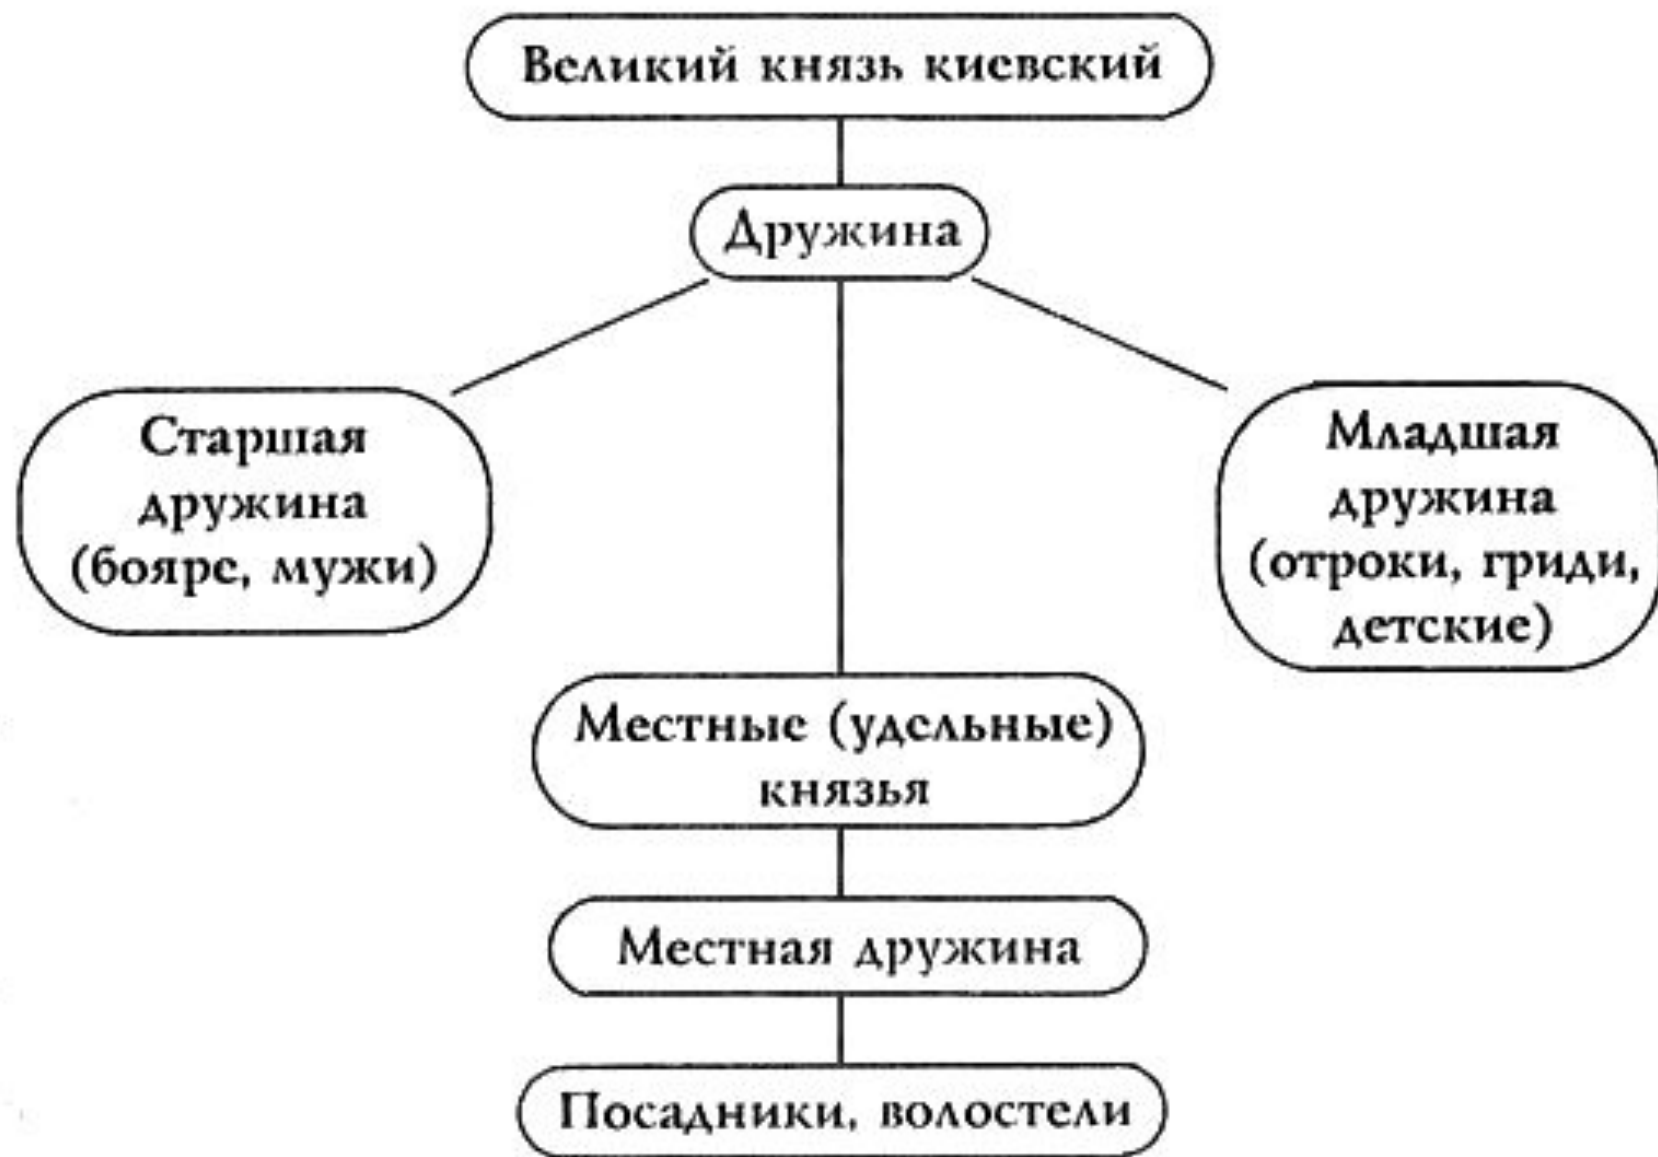 Великий князь киевский
Дружина
Старшая
дружина
(бояре, мужи)
Младшая
дружина
(отроки, гриди,
детские)
Местные (удельные)
князья
Местная дружина
Посадники, волостели